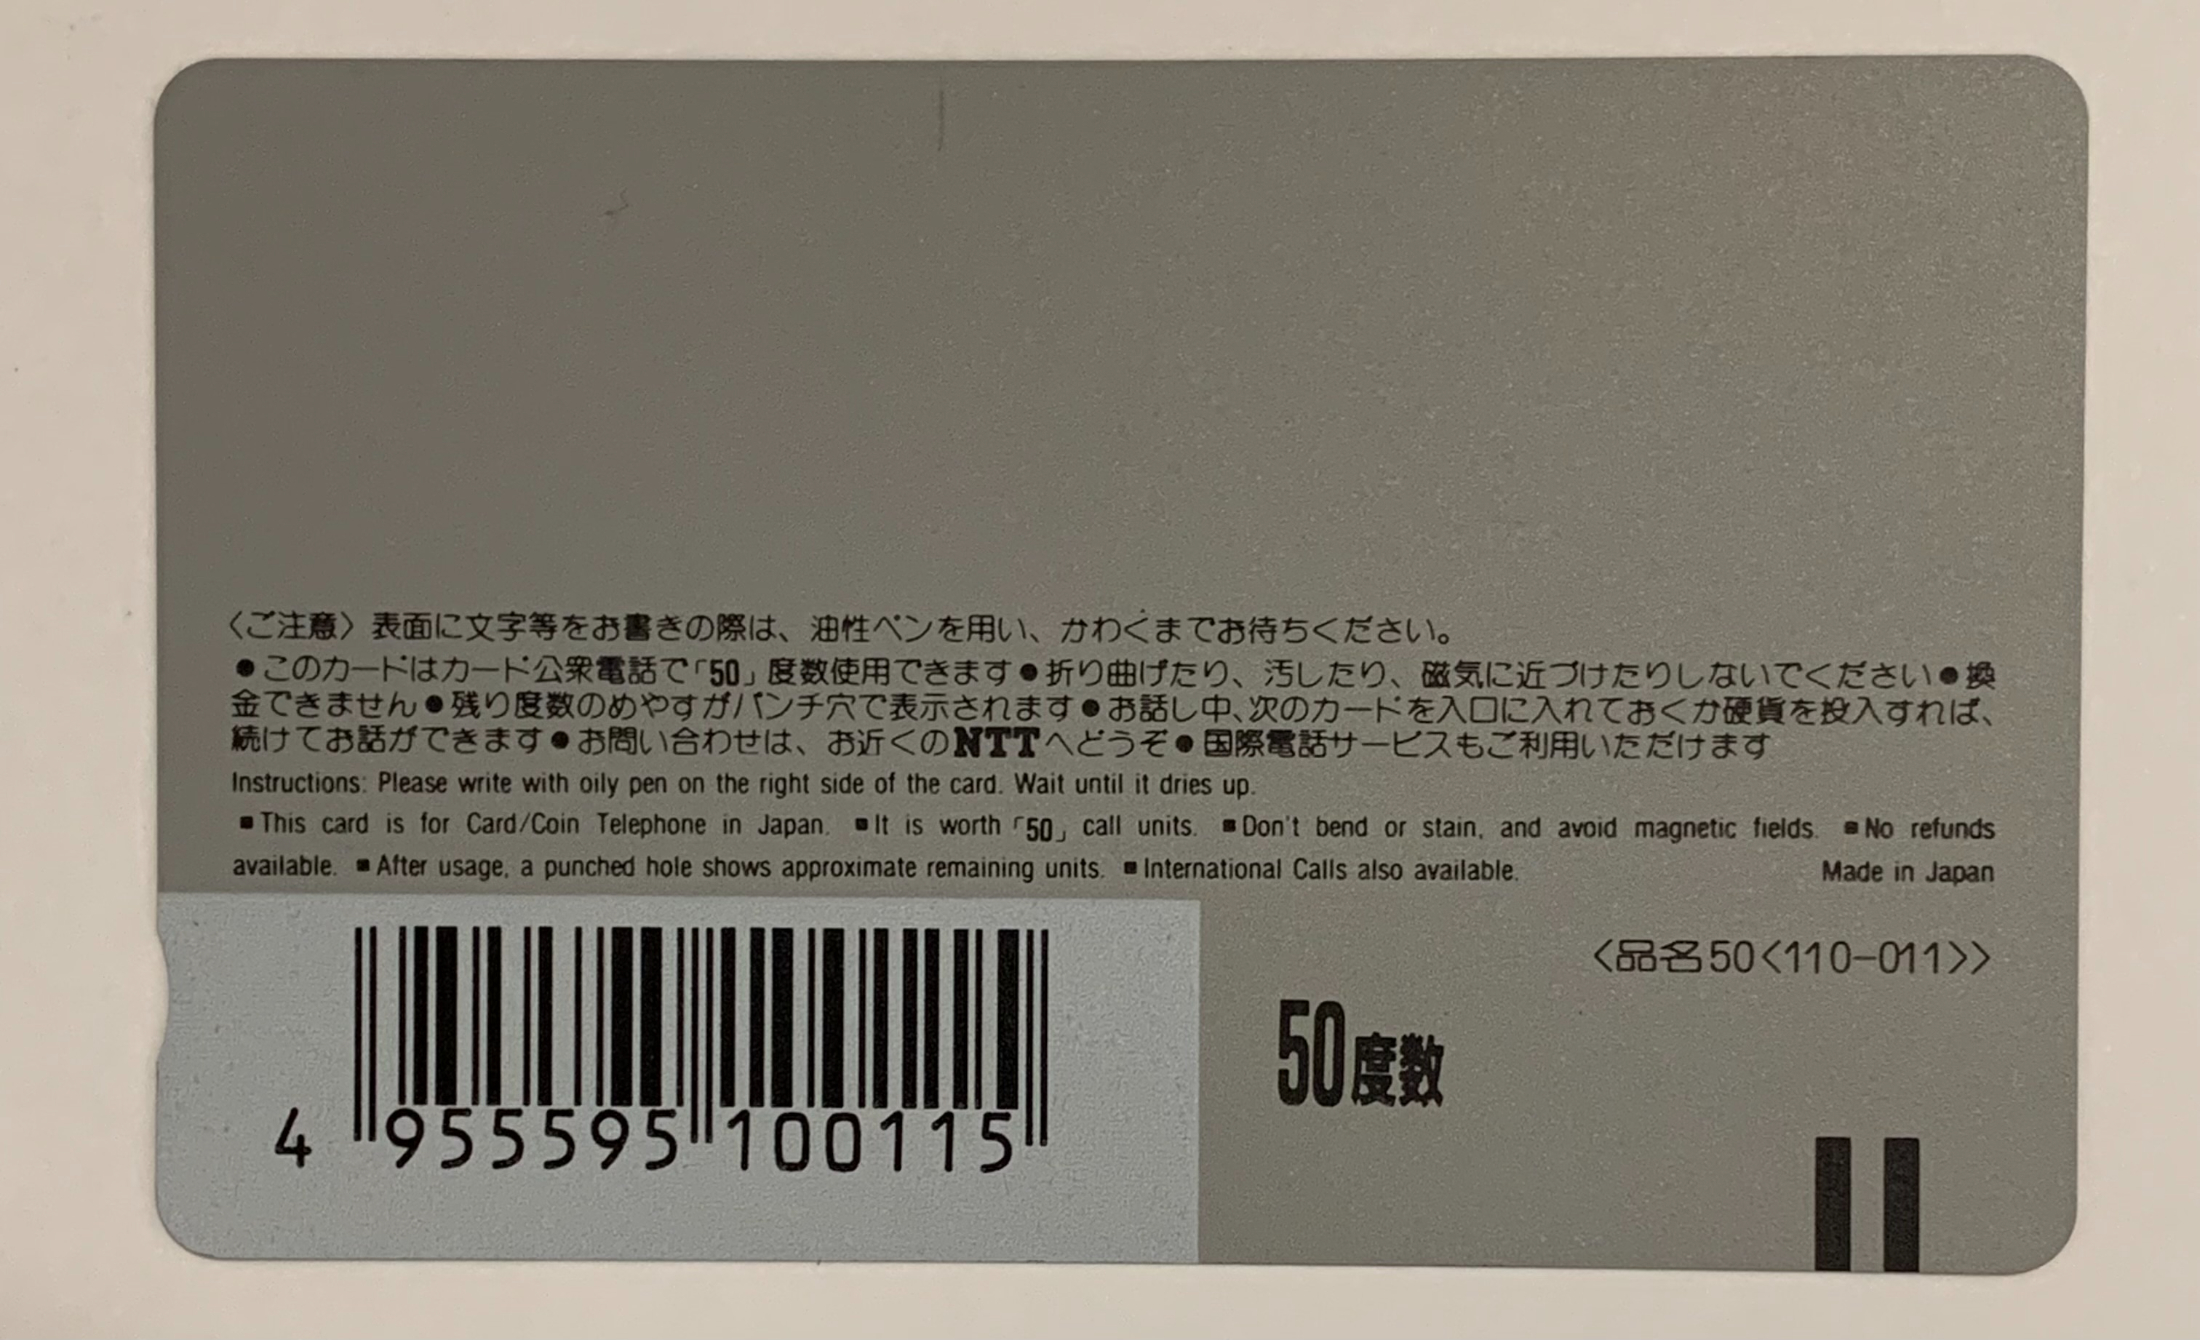 〈ご注意〉表面に文字等をお書きの際は、油性ペンを用い、かわくまでお待ちください。
●このカードはカード公衆電話で「50」度数使用できます●折り曲げたり、汚したり、磁気に近づけたりしないでください●換
金できません●残り度数のめやすがパンチ穴で表示されます●お話し中、次のカードを入口に入れておくか硬貨を投入すれば、
続けてお話ができます●お問い合わせは、お近くのNTTへどうぞ●国際電話サービスもご利用いただけます
Instructions: Please write with oily pen on the right side of the card. Wait until it dries up.
■This card is for Card/Coin Telephone in Japan. ■It is worth「50」call units. ■Don't bend or stain, and avoid magnetic fields. ■No refunds
available. ■After usage, a punched hole shows approximate remaining units. ■International Calls also available. Made in Japan
〈品名50〈110-011〉〉
50度数
4 955595 100115